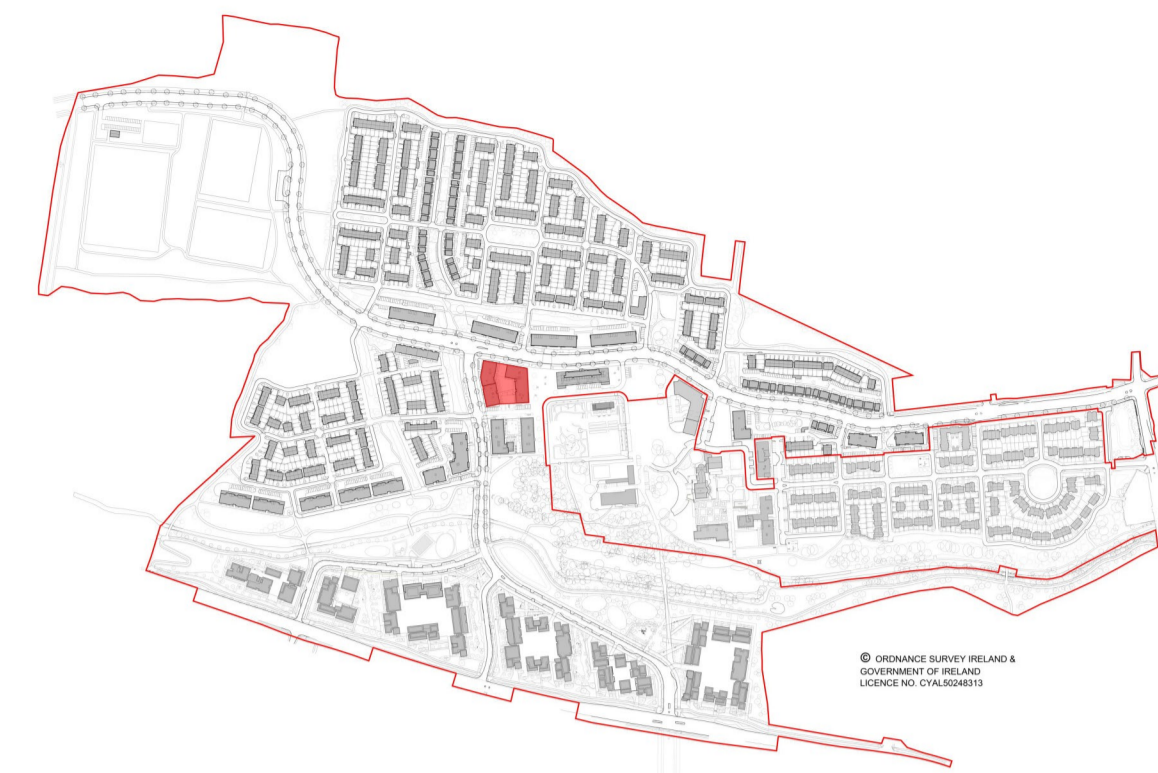 © ORDNANCE SURVEY IRELAND &
GOVERNMENT OF IRELAND
LICENCE NO. CYAL50248313